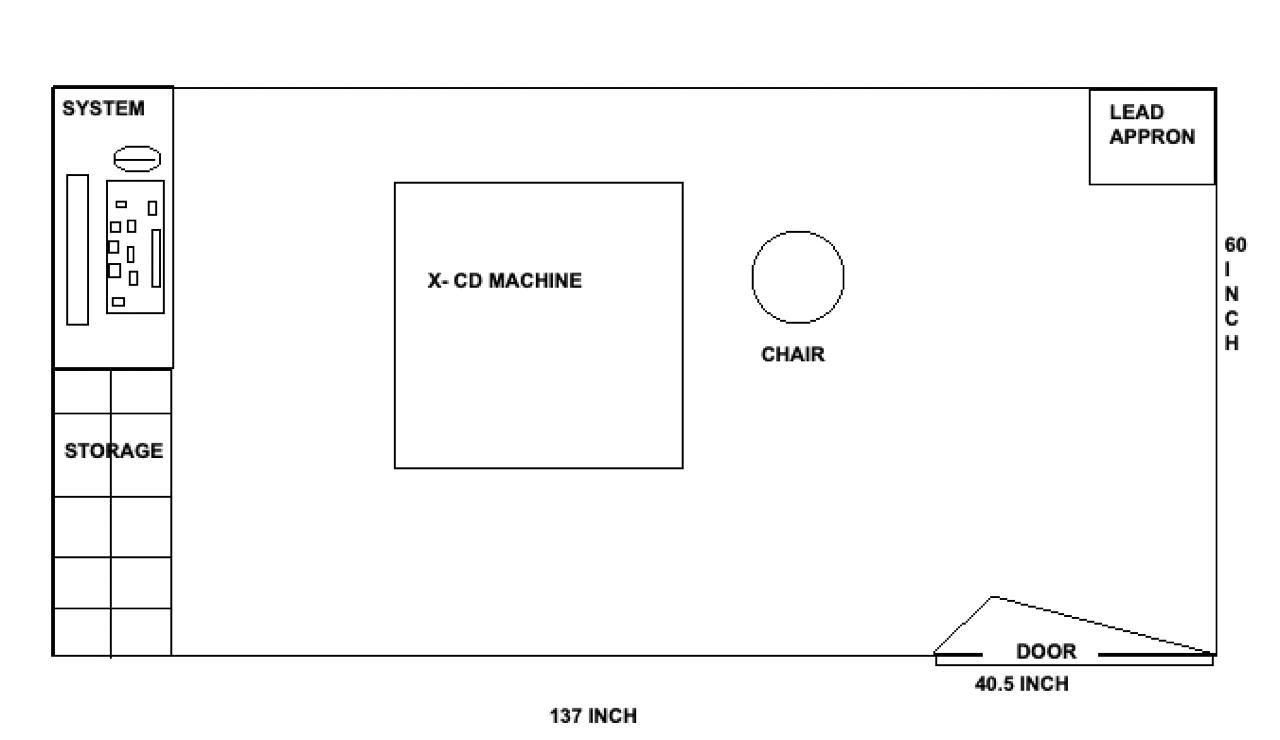 SYSTEM
LEAD
APPRON
60
I
N
C
H
X- CD MACHINE
CHAIR
STORAGE
DOOR
40.5 INCH
137 INCH